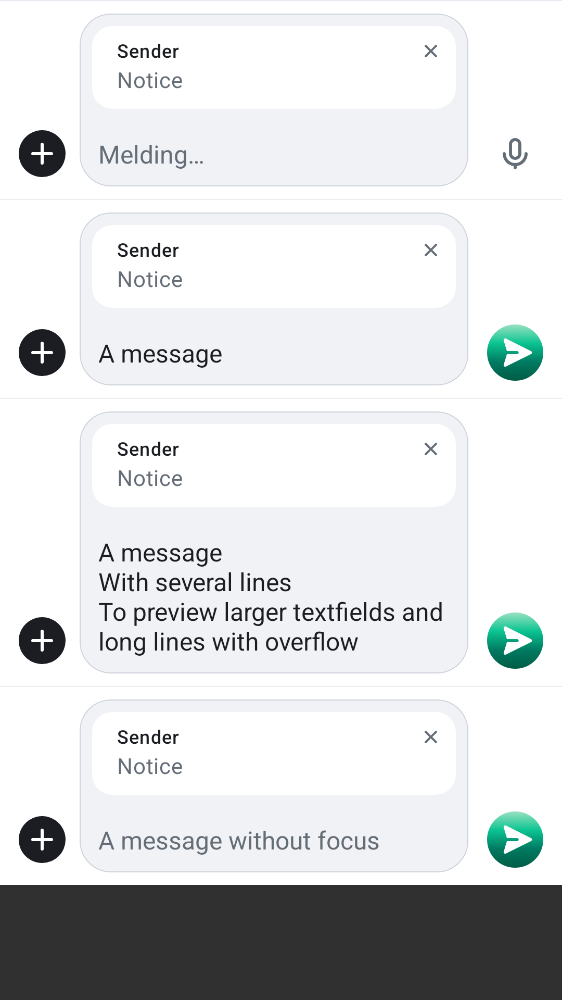 Sender
Notice
Melding…
Sender
Notice
A message
Sender
Notice
A message
With several lines
To preview larger textfields and
long lines with overflow
Sender
Notice
A message without focus